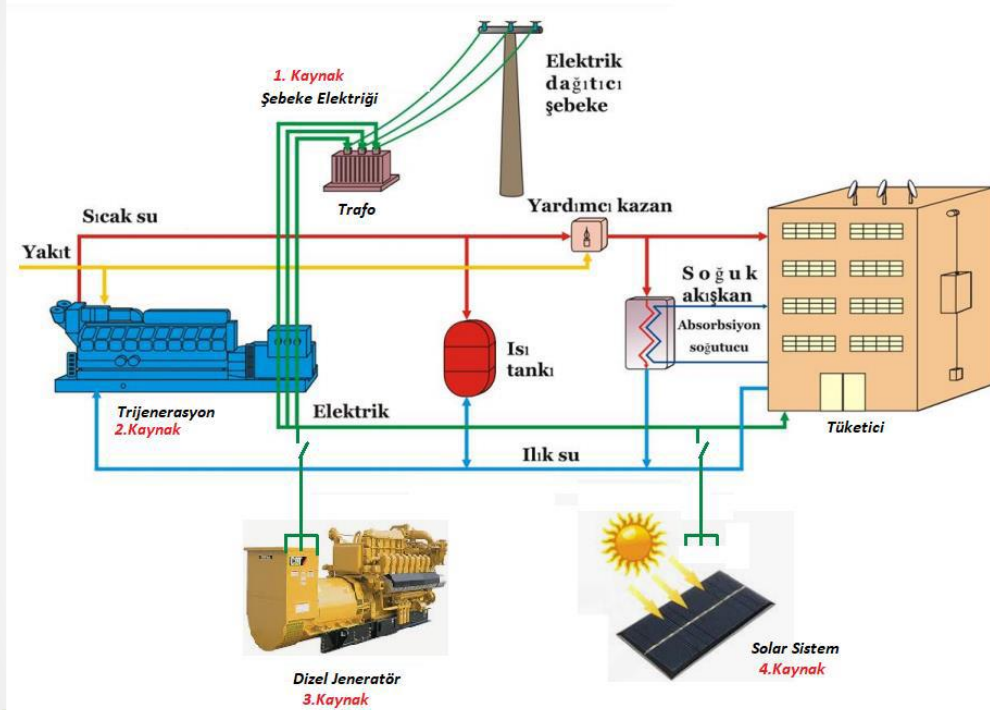 1. Kaynak
Şebeke Elektriği
Elektrik
dağıtıcı
şebeke
Trafo
Sıcak su
Yardımcı kazan
Yakıt
Soğuk
akışkan
Absorbsiyon
soğutucu
Isı
tankı
Trijenerasyon
2.Kaynak
Elektrik
Tüketici
Ilık su
Dizel Jeneratör
3.Kaynak
Solar Sistem
4.Kaynak